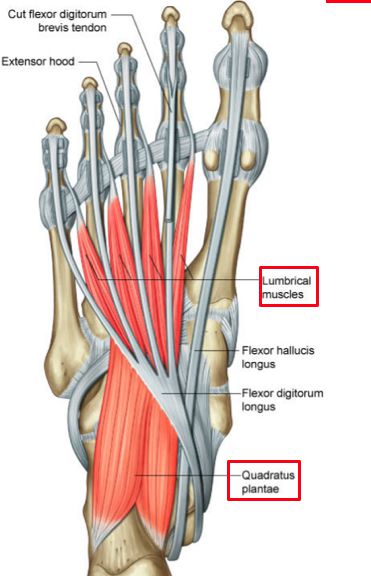 Cut flexor digitorum
brevis tendon
Extensor hood
Lumbrical
muscles
Flexor hallucis
longus
Flexor digitorum
longus
Quadratus
plantae